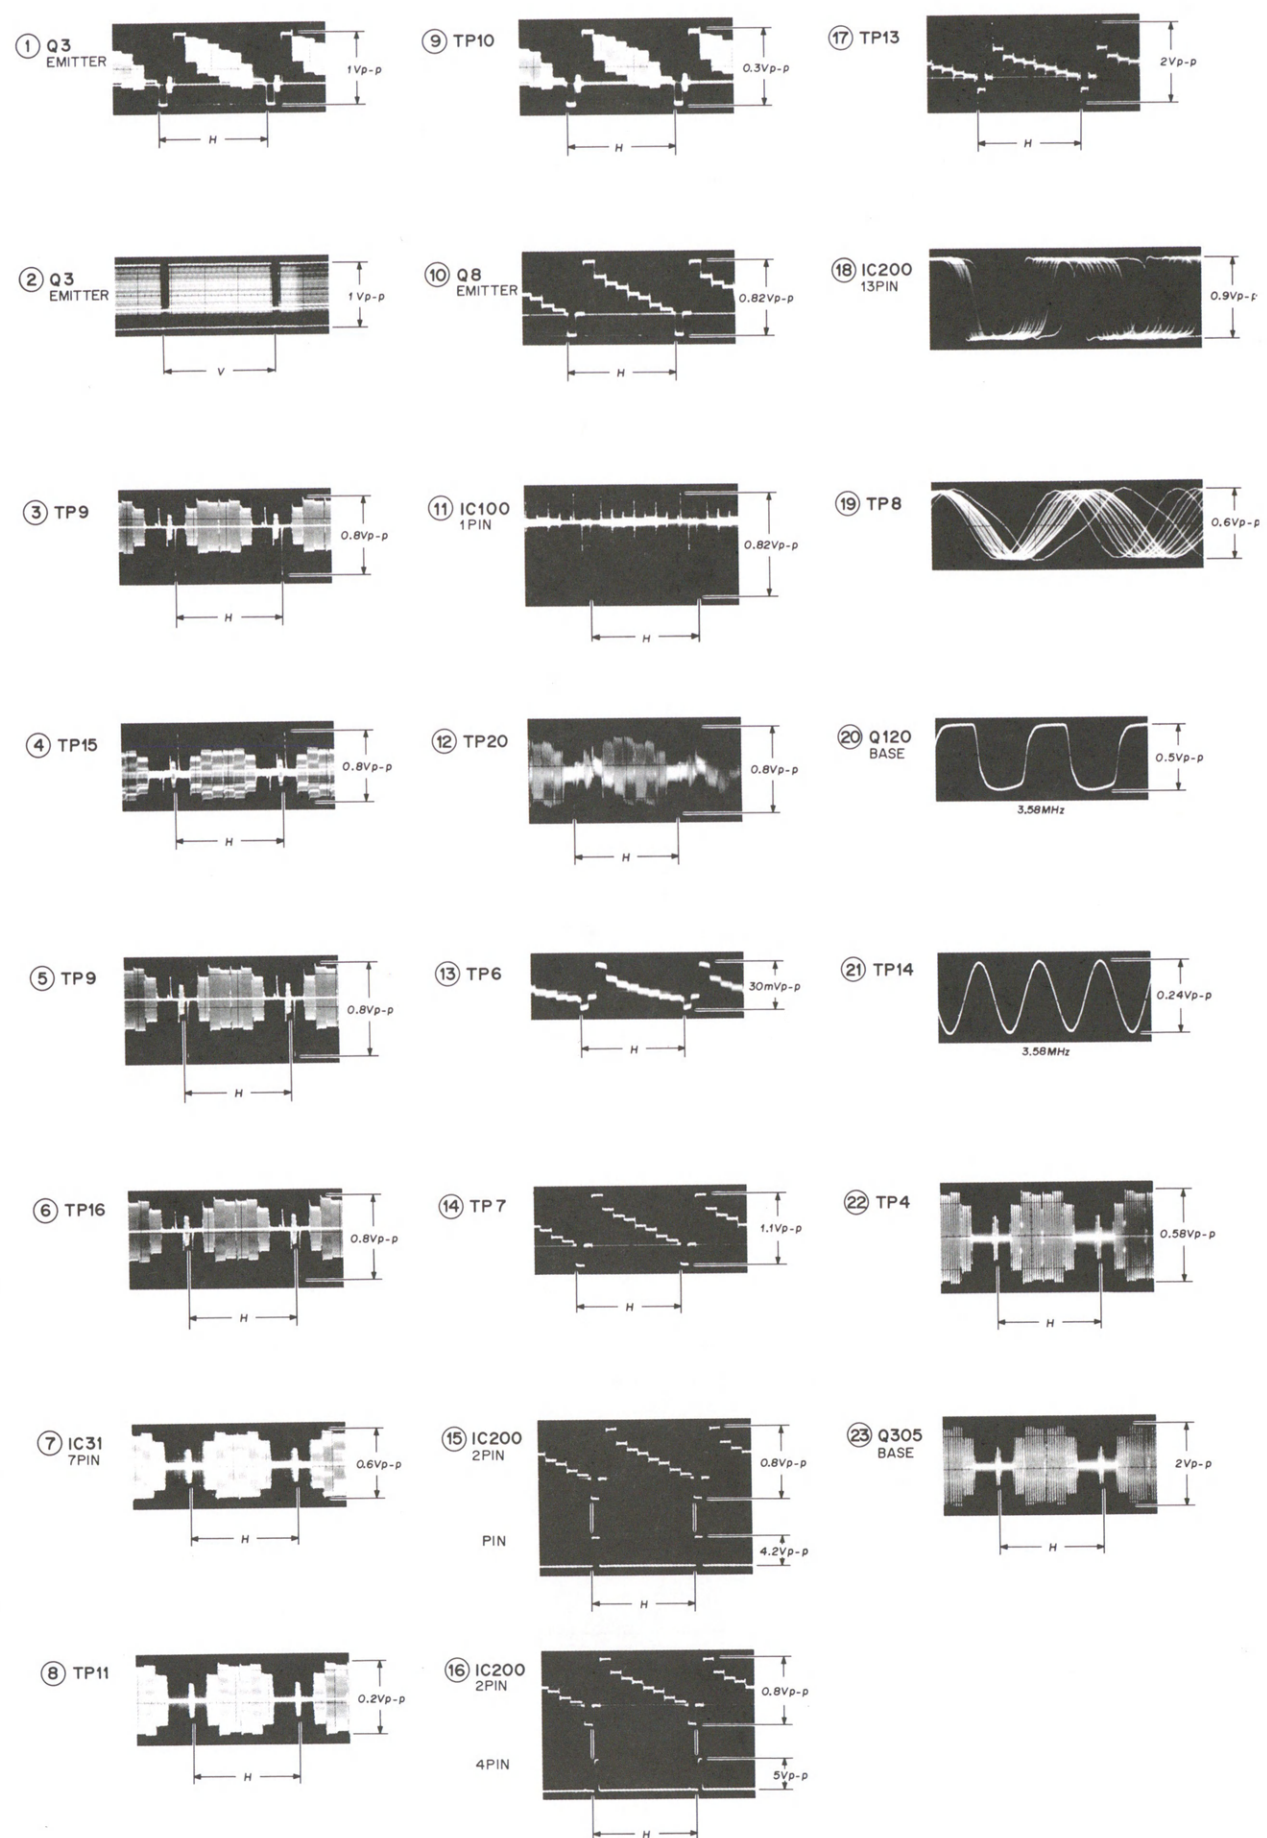 ① Q3
EMITTER
1Vp-p
H
② Q3
EMITTER
1Vp-p
V
③ TP9
0.8Vp-p
H
④ TP15
0.8Vp-p
H
⑤ TP9
0.8Vp-p
H
⑥ TP16
0.8Vp-p
H
⑦ IC31
7PIN
0.6Vp-p
H
⑧ TP11
0.2Vp-p
H
⑨ TP10
0.3Vp-p
H
⑩ Q8
EMITTER
0.82Vp-p
H
⑪ IC100
1PIN
0.82Vp-p
H
⑫ TP20
0.8Vp-p
H
⑬ TP6
30mVp-p
H
⑭ TP7
1.1Vp-p
H
⑮ IC200
2PIN
0.8Vp-p
PIN
4.2Vp-p
H
⑯ IC200
2PIN
0.8Vp-p
4PIN
5Vp-p
H
⑰ TP13
2Vp-p
H
⑱ IC200
13PIN
0.9Vp-p
⑲ TP8
0.6Vp-p
⑳ Q120
BASE
0.5Vp-p
3.58MHz
㉑ TP14
0.24Vp-p
3.58MHz
㉒ TP4
0.58Vp-p
H
㉓ Q305
BASE
2Vp-p
H